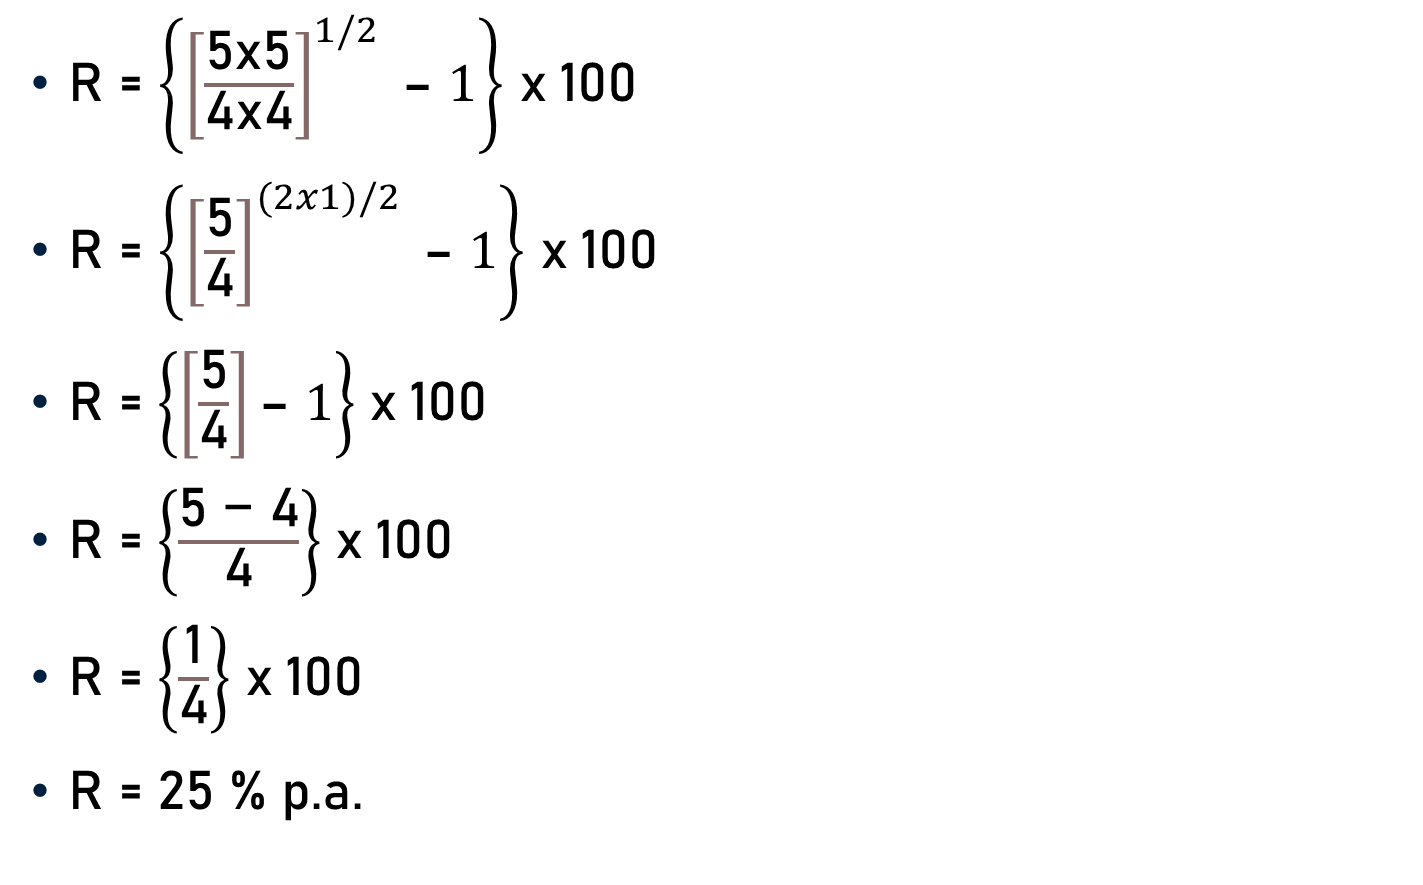 • R = {[5x5/4x4]^1/2 – 1} x 100
• R = {[5/4]^(2x1)/2 – 1} x 100
• R = {[5/4] – 1} x 100
• R = {5 – 4/4} x 100
• R = {1/4} x 100
• R = 25 % p.a.